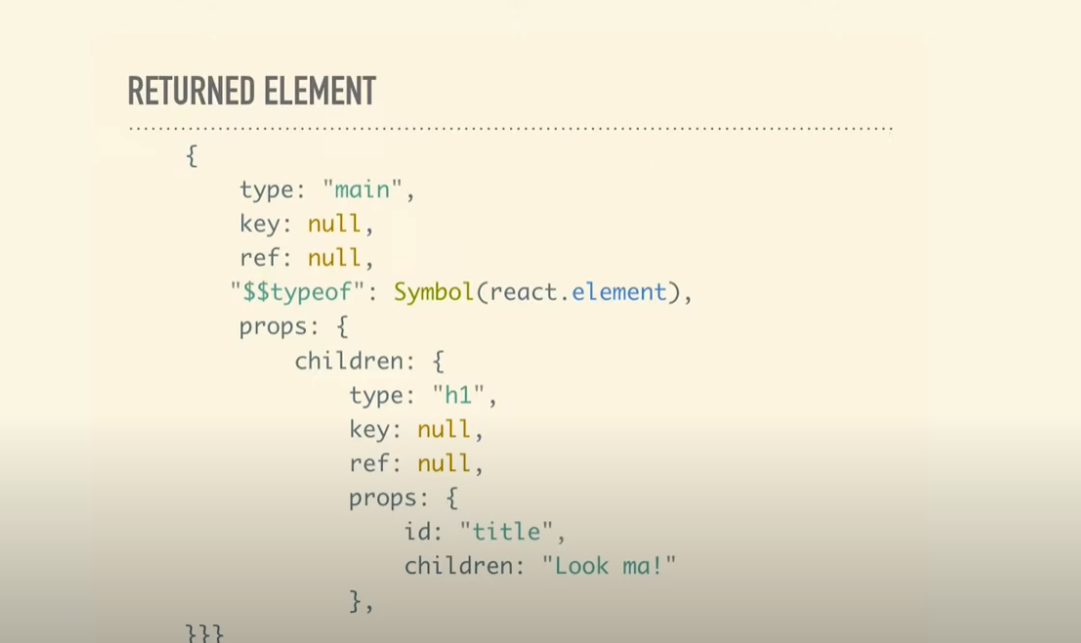 RETURNED ELEMENT
{
type: "main",
key: null,
ref: null,
"$$typeof": Symbol(react.element),
props: {
children: {
type: "h1",
key: null,
ref: null,
props: {
id: "title",
children: "Look ma!"
},
}}}